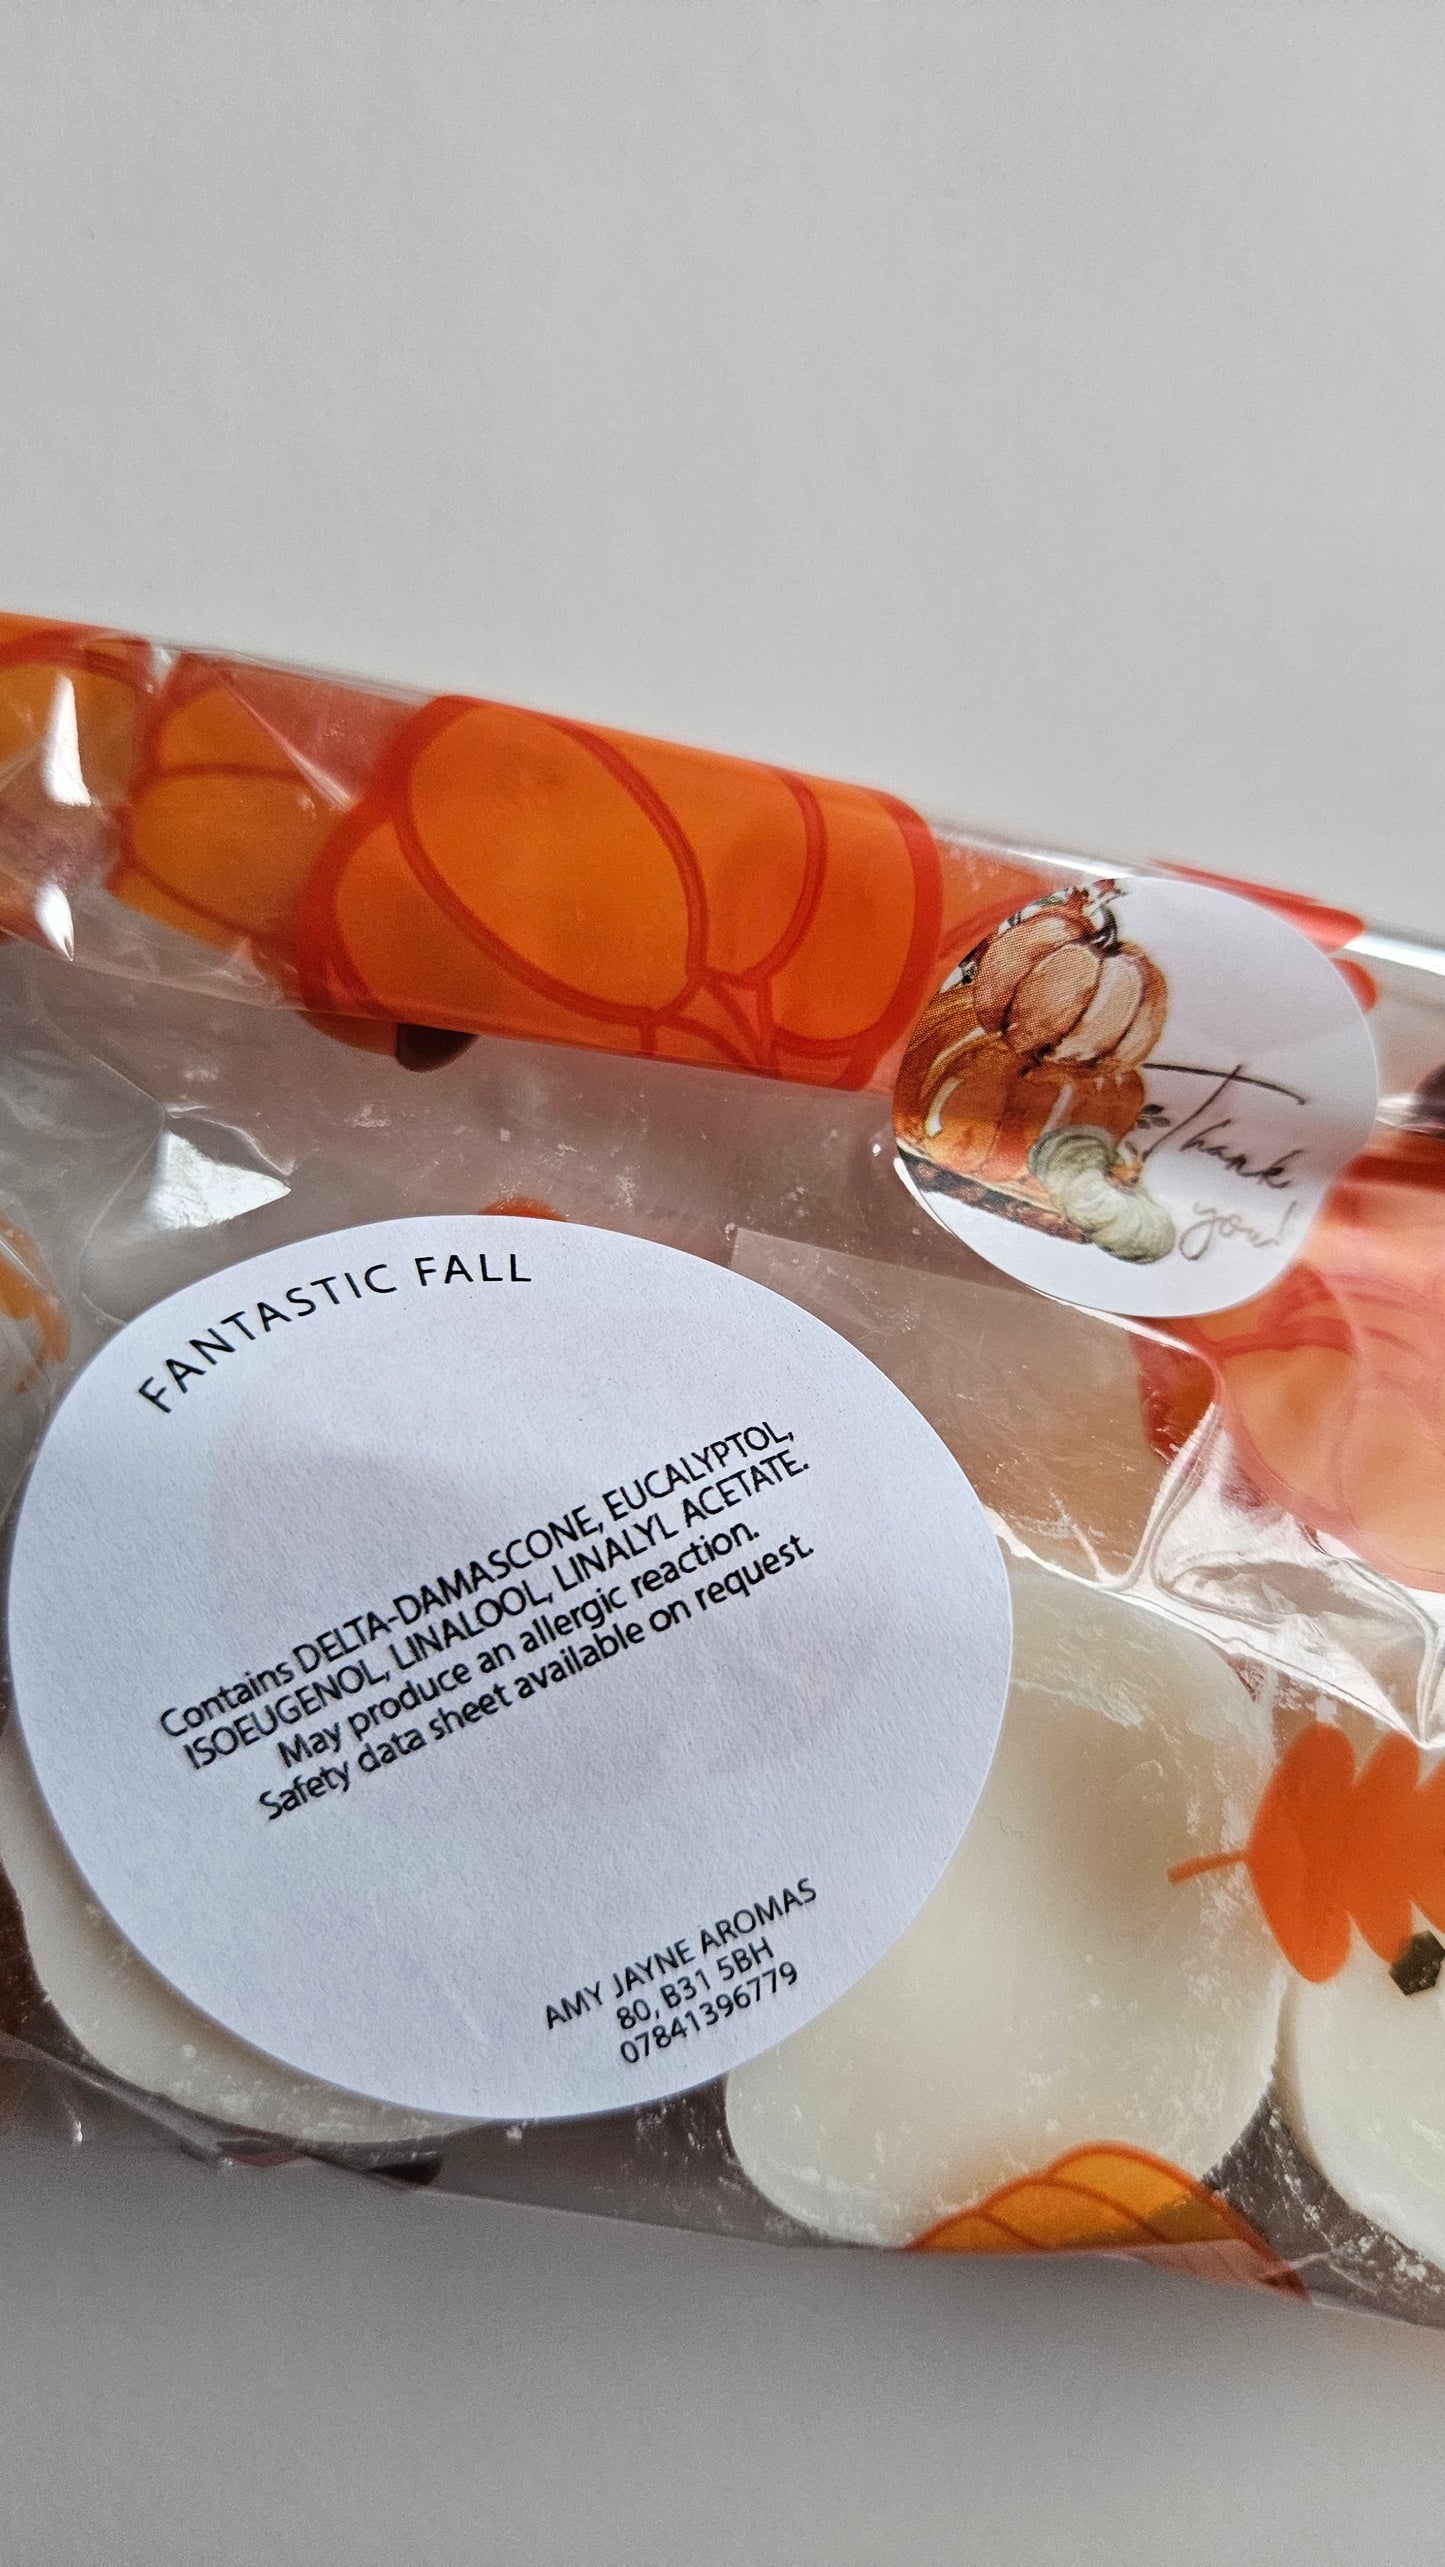 Thank
you!
FANTASTIC FALL
Contains DELTA-DAMASCONE, EUCALYPTOL,
ISOEUGENOL, LINALOOL, LINALYL ACETATE.
May produce an allergic reaction.
Safety data sheet available on request.
AMY JAYNE AROMAS
80, B31 5BH
07841396779